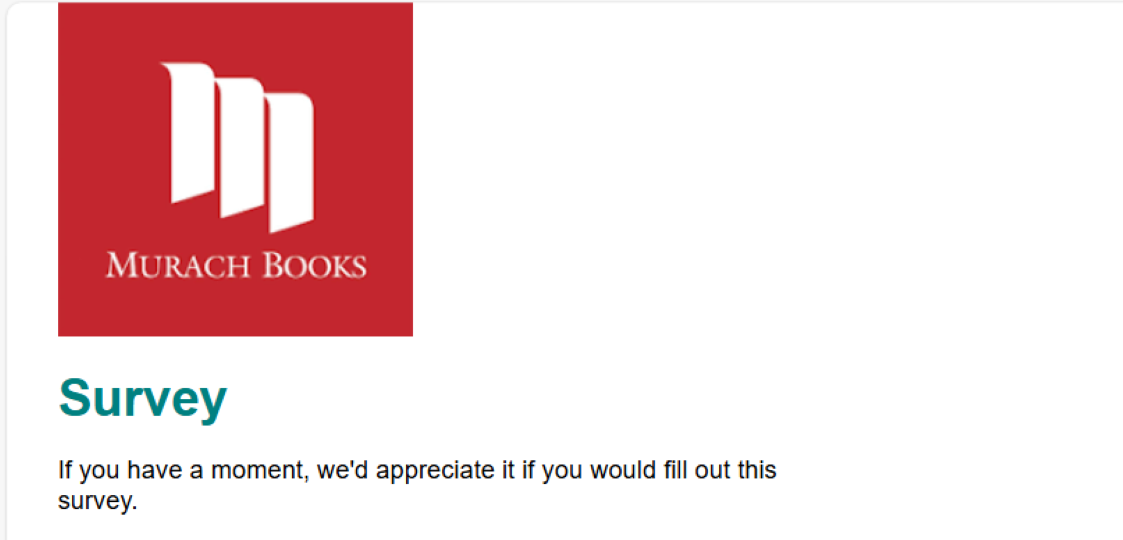 MURACH BOOKS
Survey
If you have a moment, we'd appreciate it if you would fill out this
survey.